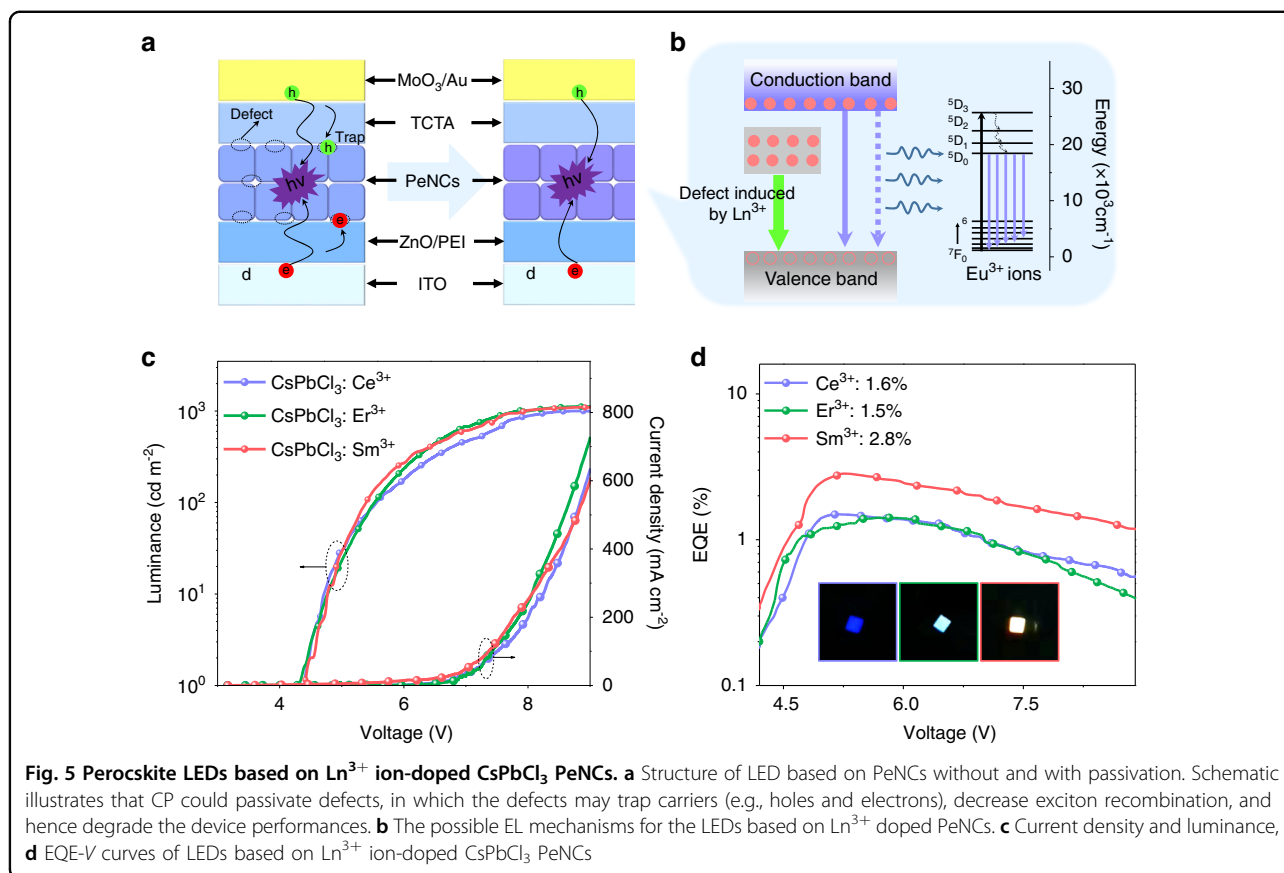 a
h
MoO₃/Au
h
Defect
TCTA
Trap
h
hv
PeNCs
hv
e
ZnO/PEI
d
e
ITO
d
e
b
Conduction band
Defect induced
by Ln³⁺
Valence band
⁵D₃
⁵D₂
⁵D₁
⁵D₀
6
⁷F₀
Eu³⁺ ions
30
20
10
0
Energy (×10³cm⁻¹)
c
CsPbCl₃: Ce³⁺
CsPbCl₃: Er³⁺
CsPbCl₃: Sm³⁺
10³
10²
10¹
10⁰
Luminance (cd m⁻²)
800
600
400
200
0
Current density (mA cm⁻²)
4
6
8
Voltage (V)
d
Ce³⁺: 1.6%
Er³⁺: 1.5%
Sm³⁺: 2.8%
10
1
0.1
EQE (%)
4.5
6.0
7.5
Voltage (V)
Fig. 5 Perocskite LEDs based on Ln³⁺ ion-doped CsPbCl₃ PeNCs. a Structure of LED based on PeNCs without and with passivation. Schematic
illustrates that CP could passivate defects, in which the defects may trap carriers (e.g., holes and electrons), decrease exciton recombination, and
hence degrade the device performances. b The possible EL mechanisms for the LEDs based on Ln³⁺ doped PeNCs. c Current density and luminance,
d EQE-V curves of LEDs based on Ln³⁺ ion-doped CsPbCl₃ PeNCs